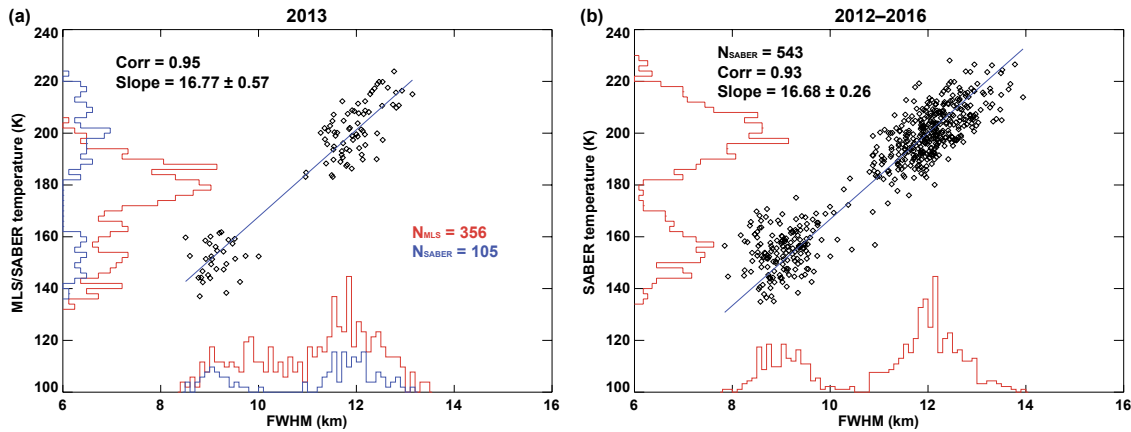 (a)
2013
240
220
200
180
160
140
120
100
MLS/SABER temperature (K)
Corr = 0.95
Slope = 16.77 ± 0.57
NMLS = 356
NSABER = 105
6 8 10 12 14 16
FWHM (km)
(b)
2012–2016
240
220
200
180
160
140
120
100
SABER temperature (K)
NSABER = 543
Corr = 0.93
Slope = 16.68 ± 0.26
6 8 10 12 14 16
FWHM (km)